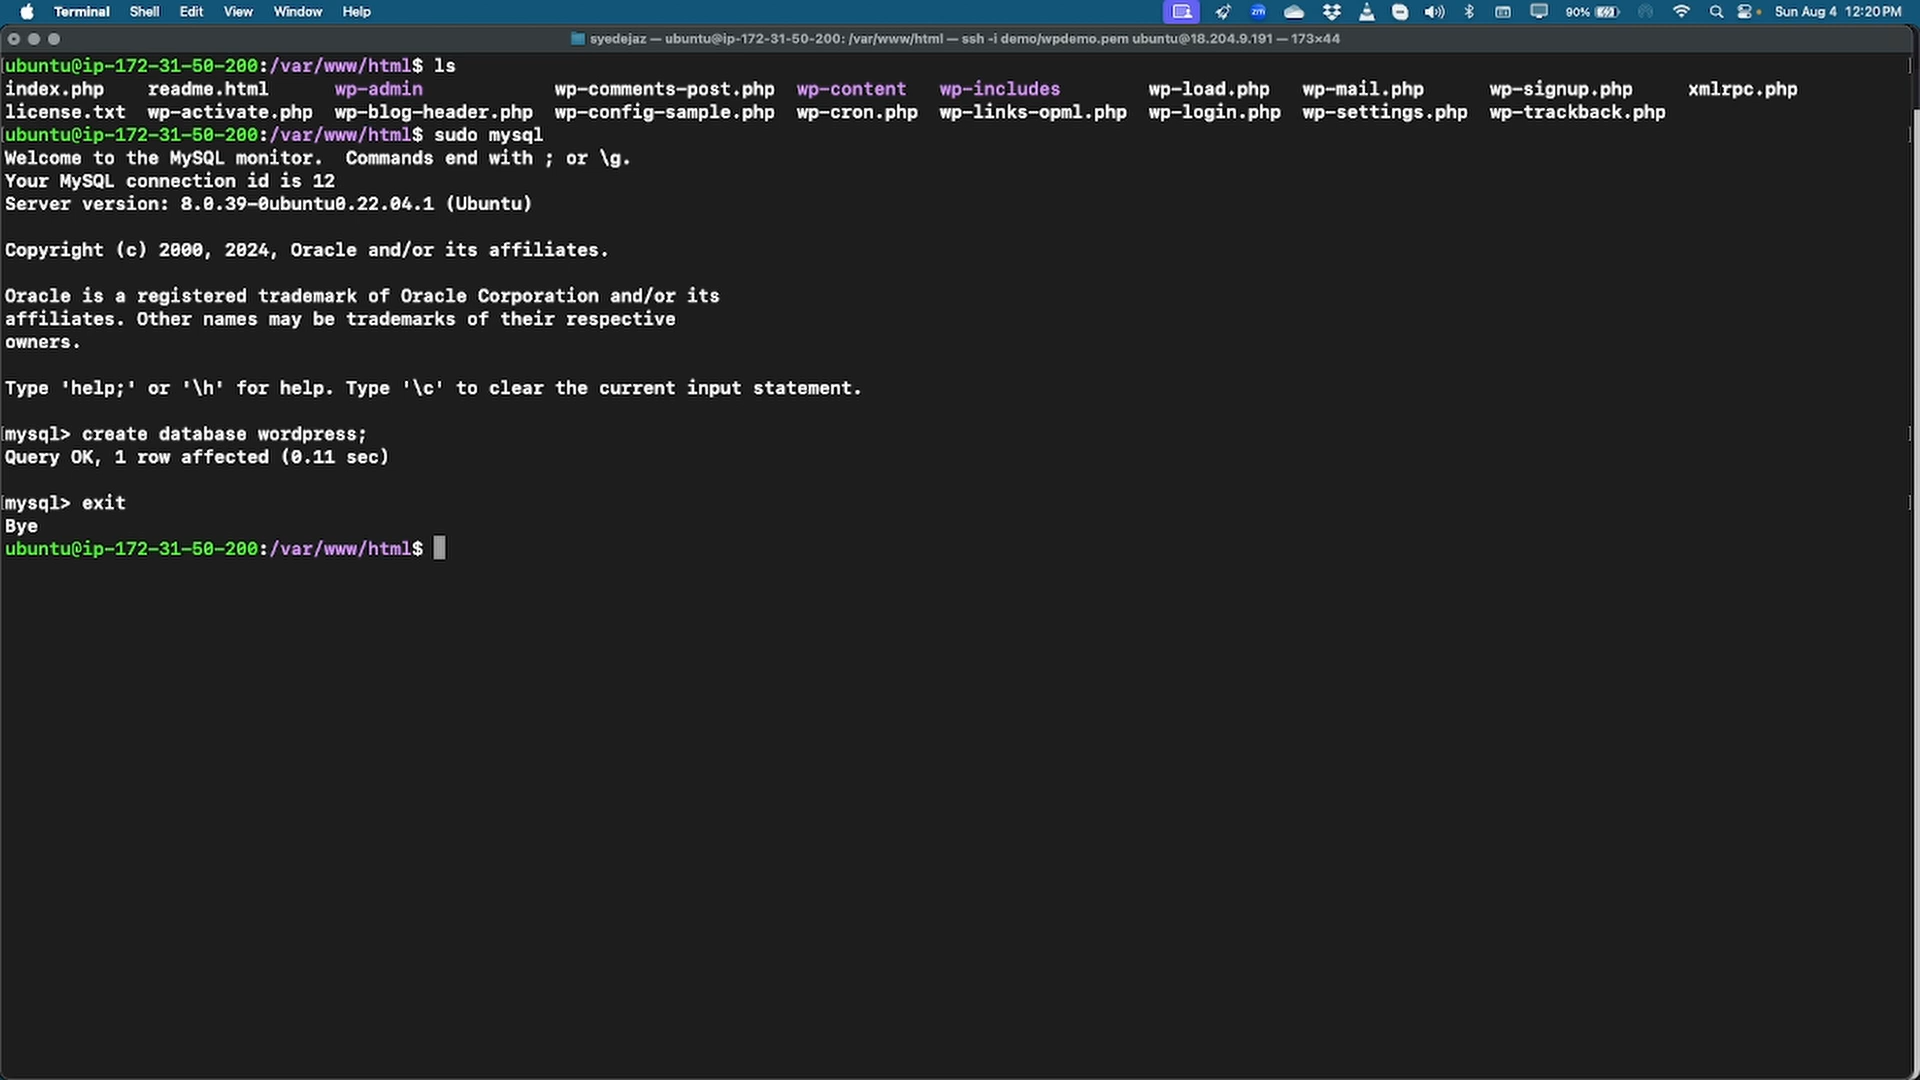 Terminal Shell Edit View Window Help zm 90% Sun Aug 4 12:20 PM
syedejaz — ubuntu@ip-172-31-50-200: /var/www/html — ssh -i demo/wpdemo.pem ubuntu@18.204.9.191 — 173×44
ubuntu@ip-172-31-50-200:/var/www/html$ ls
index.php readme.html wp-admin wp-comments-post.php wp-content wp-includes wp-load.php wp-mail.php wp-signup.php xmlrpc.php
license.txt wp-activate.php wp-blog-header.php wp-config-sample.php wp-cron.php wp-links-opml.php wp-login.php wp-settings.php wp-trackback.php
ubuntu@ip-172-31-50-200:/var/www/html$ sudo mysql
Welcome to the MySQL monitor. Commands end with ; or \g.
Your MySQL connection id is 12
Server version: 8.0.39-0ubuntu0.22.04.1 (Ubuntu)
Copyright (c) 2000, 2024, Oracle and/or its affiliates.
Oracle is a registered trademark of Oracle Corporation and/or its
affiliates. Other names may be trademarks of their respective
owners.
Type 'help;' or '\h' for help. Type '\c' to clear the current input statement.
mysql> create database wordpress;
Query OK, 1 row affected (0.11 sec)
mysql> exit
Bye
ubuntu@ip-172-31-50-200:/var/www/html$